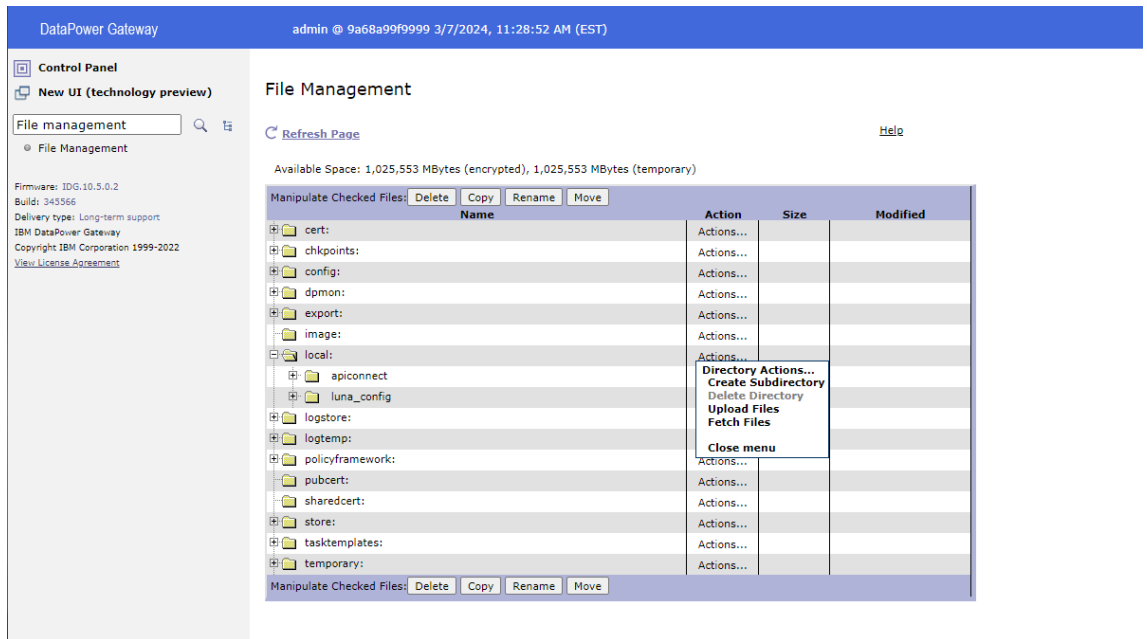 DataPower Gateway
admin @ 9a68a99f9999 3/7/2024, 11:28:52 AM (EST)
Control Panel
New UI (technology preview)
File management
File Management
Firmware: IDG.10.5.0.2
Build: 345566
Delivery type: Long-term support
IBM DataPower Gateway
Copyright IBM Corporation 1999-2022
View License Agreement
File Management
Refresh Page
Help
Available Space: 1,025,553 MBytes (encrypted), 1,025,553 MBytes (temporary)
Manipulate Checked Files: Delete Copy Rename Move
Name Action Size Modified
cert: Actions...
chkpoints: Actions...
config: Actions...
dpmon: Actions...
export: Actions...
image: Actions...
local: Actions...
apiconnect
luna_config
Directory Actions...
Create Subdirectory
Delete Directory
Upload Files
Fetch Files
Close menu
logstore:
logtemp:
policyframework: Actions...
pubcert: Actions...
sharedcert: Actions...
store: Actions...
tasktemplates: Actions...
temporary: Actions...
Manipulate Checked Files: Delete Copy Rename Move